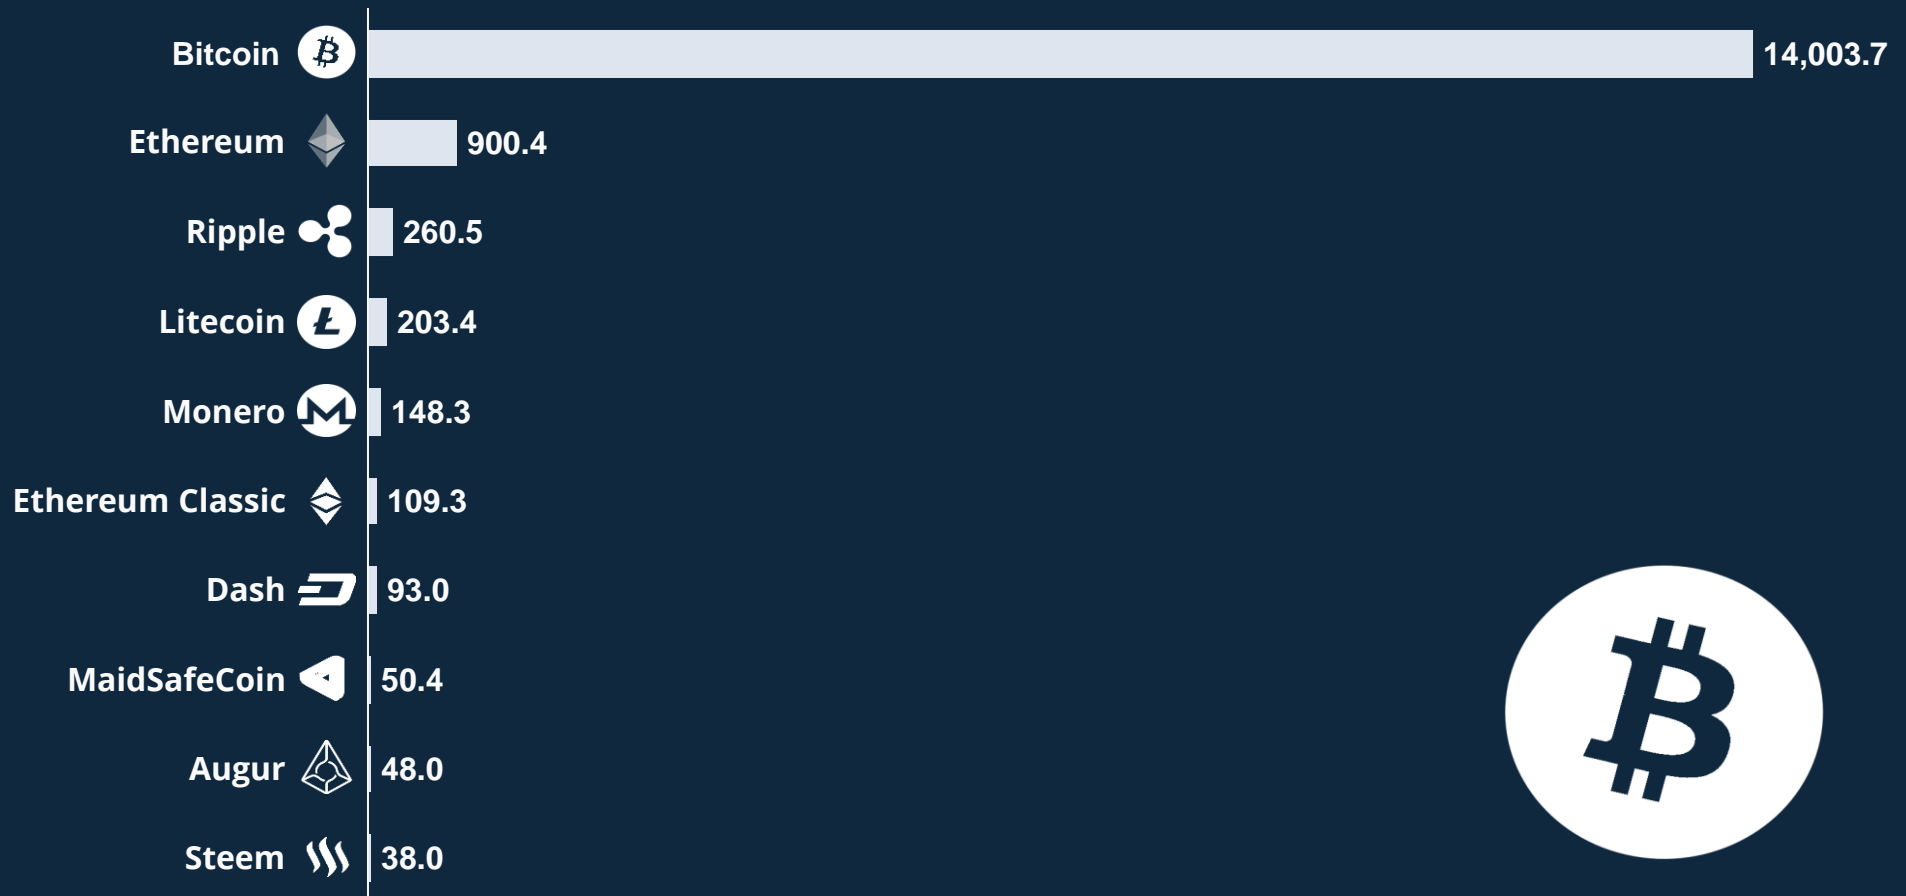 Bitcoin 14,003.7
Ethereum 900.4
Ripple 260.5
Litecoin 203.4
Monero 148.3
Ethereum Classic 109.3
Dash 93.0
MaidSafeCoin 50.4
Augur 48.0
Steem 38.0